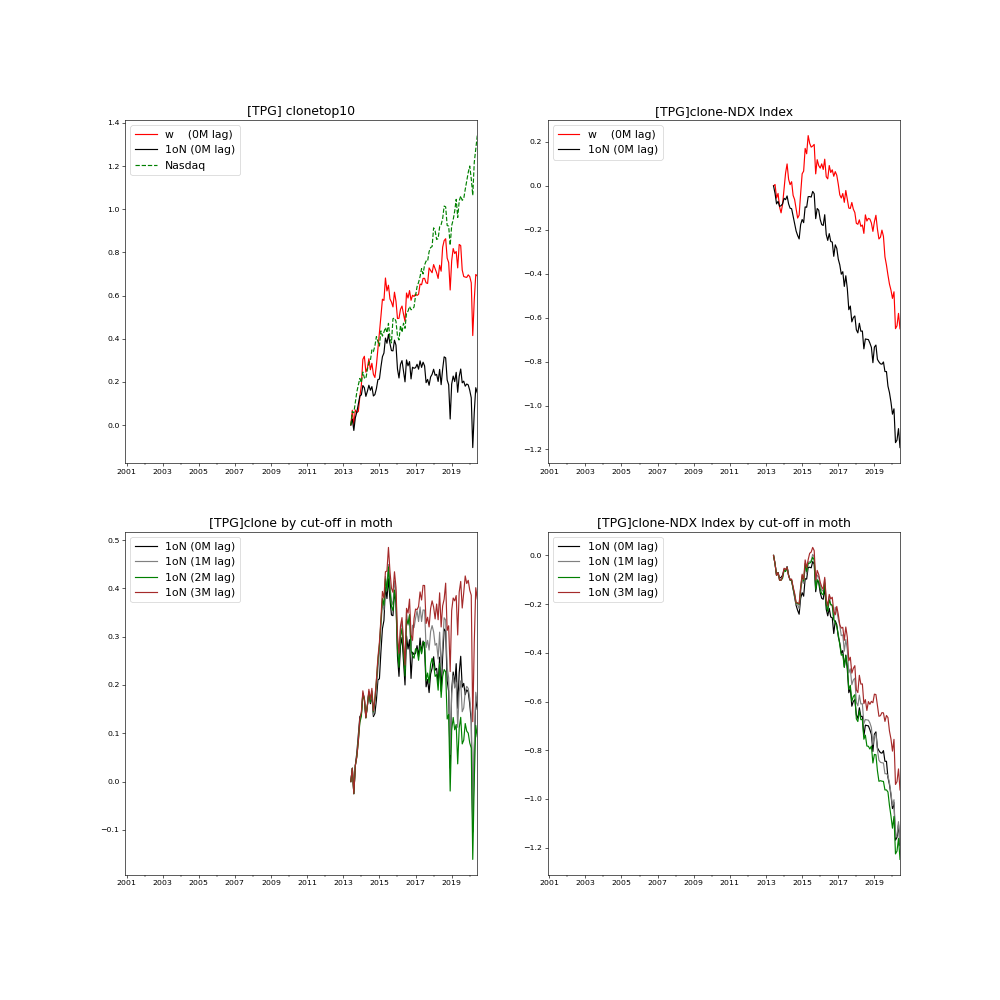 [TPG] clonetop10
w (0M lag)
1oN (0M lag)
Nasdaq
1.4
1.2
1.0
0.8
0.6
0.4
0.2
0.0
2001 2003 2005 2007 2009 2011 2013 2015 2017 2019
[TPG]clone-NDX Index
w (0M lag)
1oN (0M lag)
0.2
0.0
−0.2
−0.4
−0.6
−0.8
−1.0
−1.2
2001 2003 2005 2007 2009 2011 2013 2015 2017 2019
[TPG]clone by cut-off in moth
1oN (0M lag)
1oN (1M lag)
1oN (2M lag)
1oN (3M lag)
0.5
0.4
0.3
0.2
0.1
0.0
−0.1
2001 2003 2005 2007 2009 2011 2013 2015 2017 2019
[TPG]clone-NDX Index by cut-off in moth
1oN (0M lag)
1oN (1M lag)
1oN (2M lag)
1oN (3M lag)
0.0
−0.2
−0.4
−0.6
−0.8
−1.0
−1.2
2001 2003 2005 2007 2009 2011 2013 2015 2017 2019